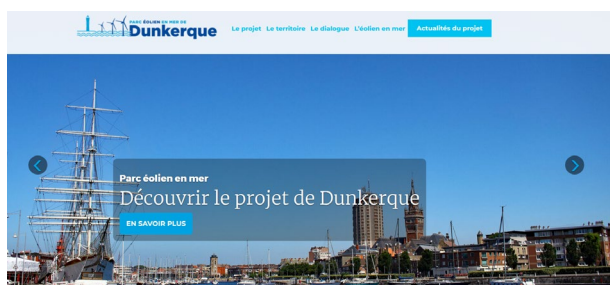 PARC ÉOLIEN EN MER DE
Dunkerque
Le projet Le territoire Le dialogue L'éolien en mer Actualités du projet
Parc éolien en mer
Découvrir le projet de Dunkerque
EN SAVOIR PLUS